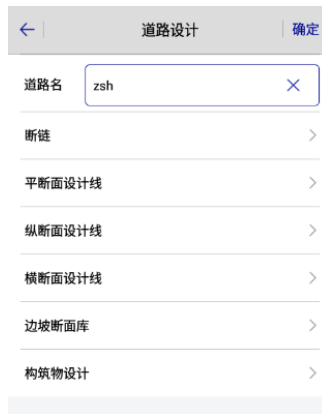 道路设计 确定
道路名 zsh
断链
平断面设计线
纵断面设计线
横断面设计线
边坡断面库
构筑物设计